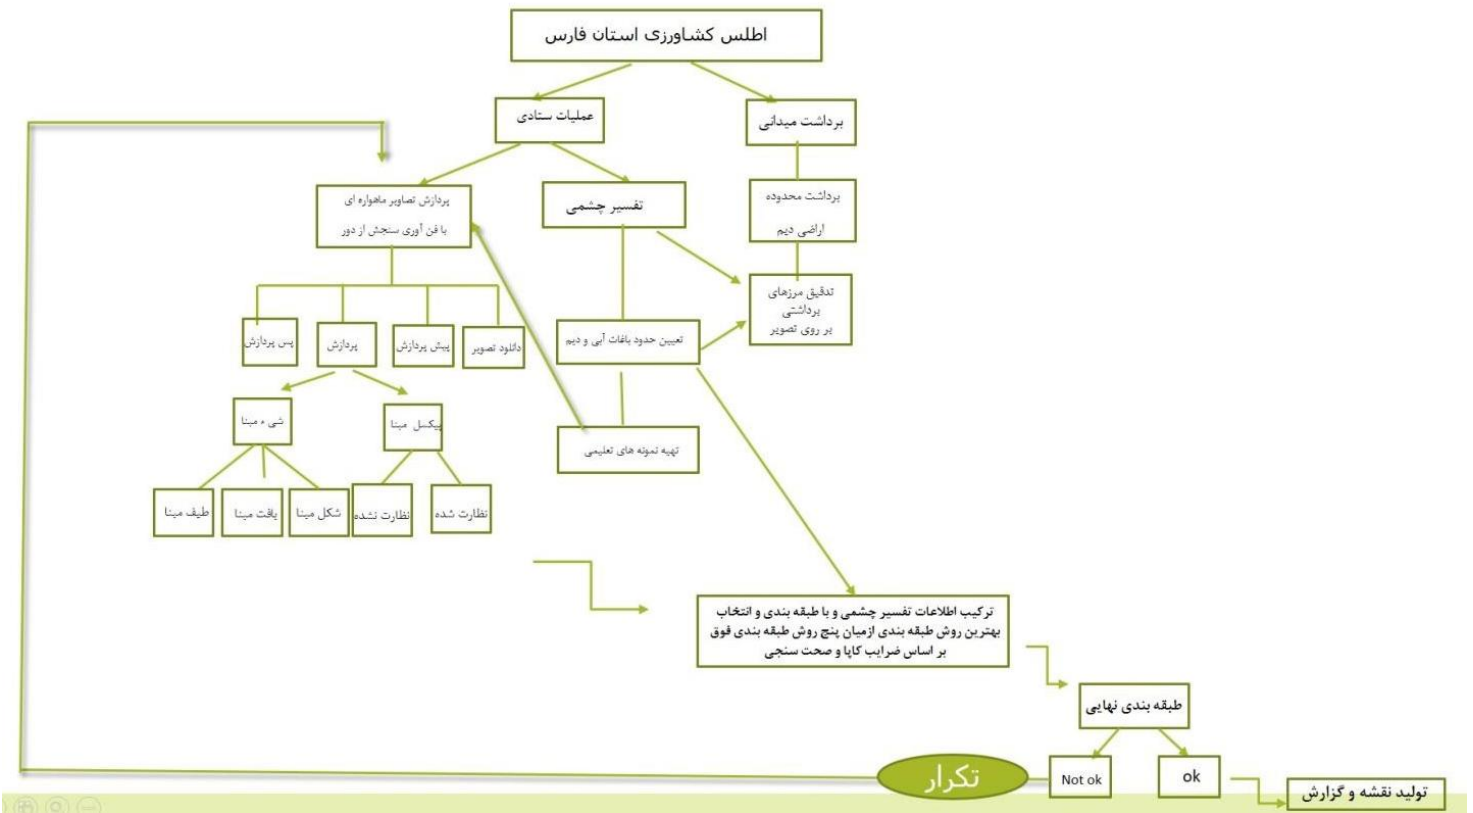 اطلس کشاورزی استان فارس
برداشت میدانی
عملیات ستادی
برداشت محدوده
اراضی دیم
تفسیر چشمی
پردازش تصاویر ماهواره ای
با فن آوری سنجش از دور
تدقیق مرزهای
برداشتی
بر روی تصویر
تعیین حدود باغات آبی و دیم
دانلود تصویر
پیش پردازش
پردازش
پس پردازش
پیکسل مبنا
شی ء مبنا
تهیه نمونه های تعلیمی
نظارت شده
نظارت نشده
شکل مبنا
بافت مبنا
طیف مبنا
ترکیب اطلاعات تفسیر چشمی و با طبقه بندی و انتخاب
بهترین روش طبقه بندی ازمیان پنج روش طبقه بندی فوق
بر اساس ضرایب کاپا و صحت سنجی
طبقه بندی نهایی
ok
Not ok
تکرار
تولید نقشه و گزارش